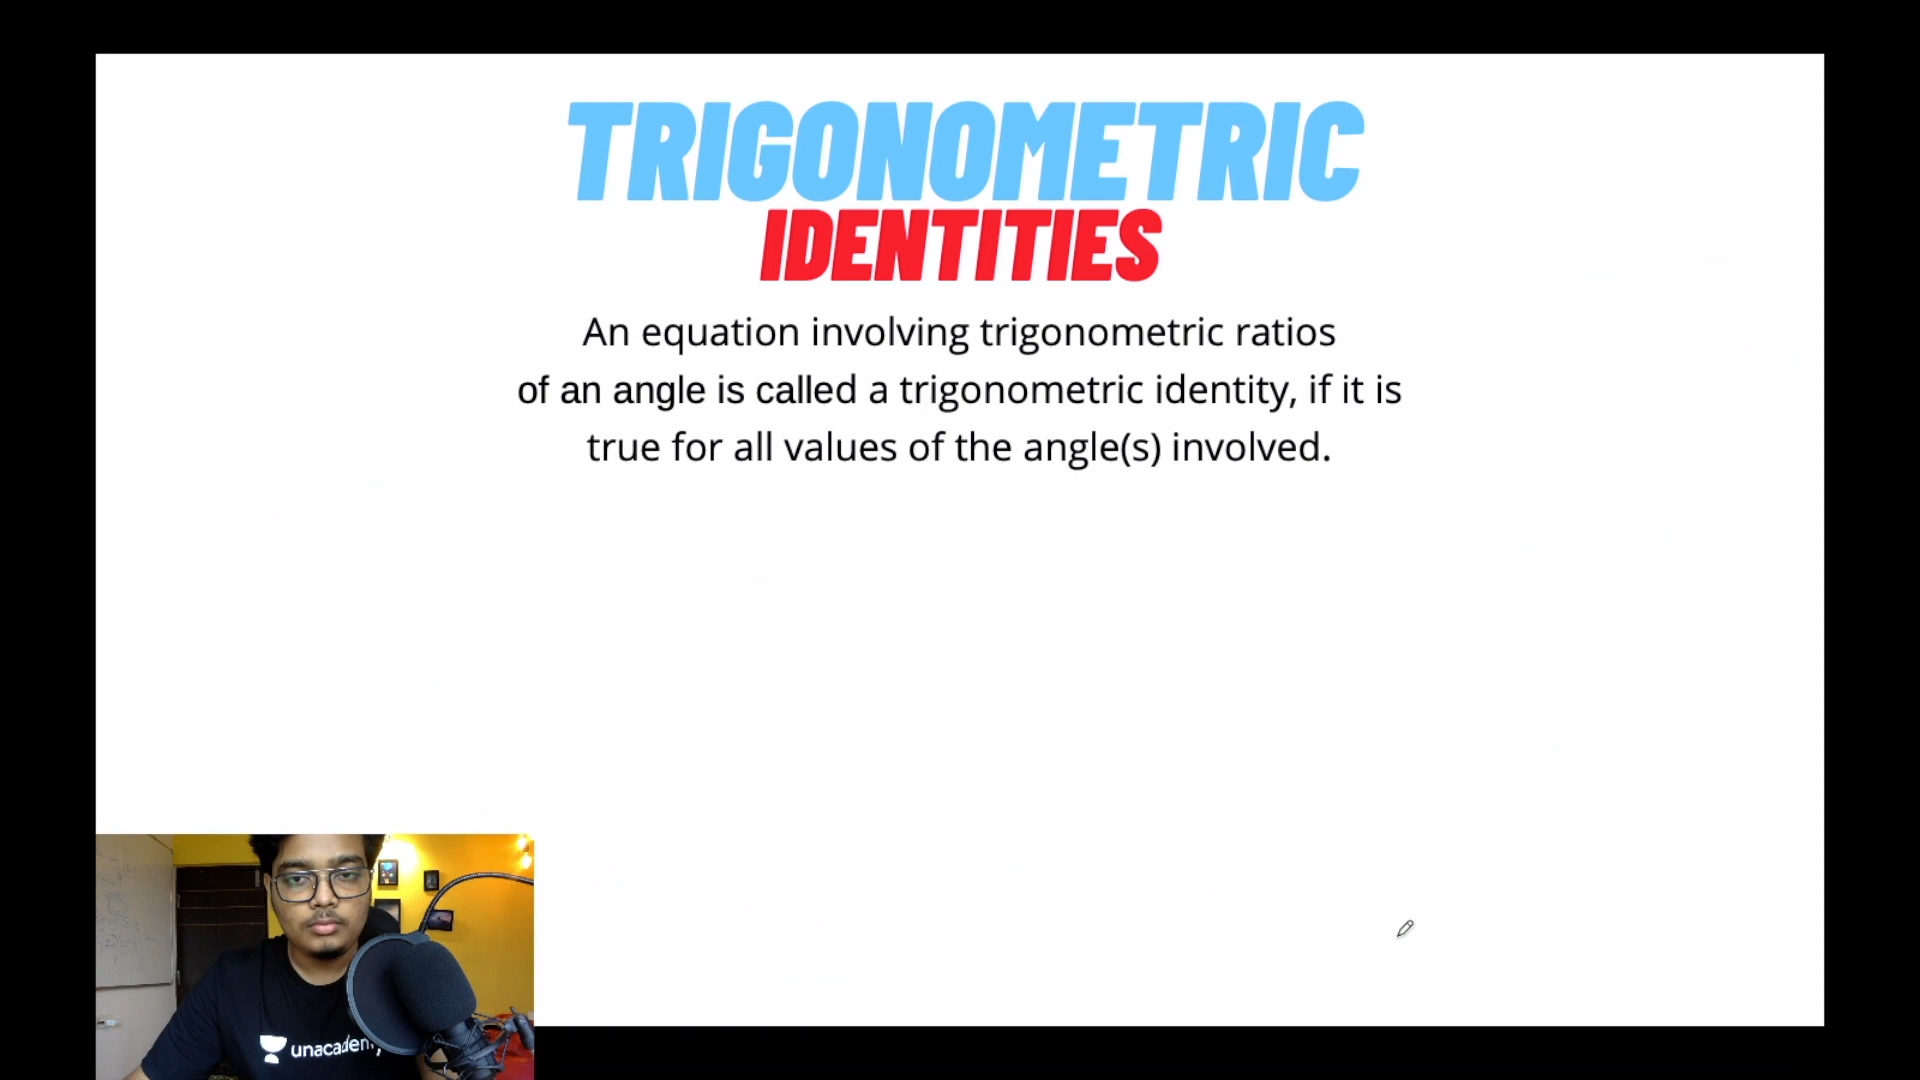 TRIGONOMETRIC
IDENTITIES
An equation involving trigonometric ratios
of an angle is called a trigonometric identity, if it is
true for all values of the angle(s) involved.
unacademy